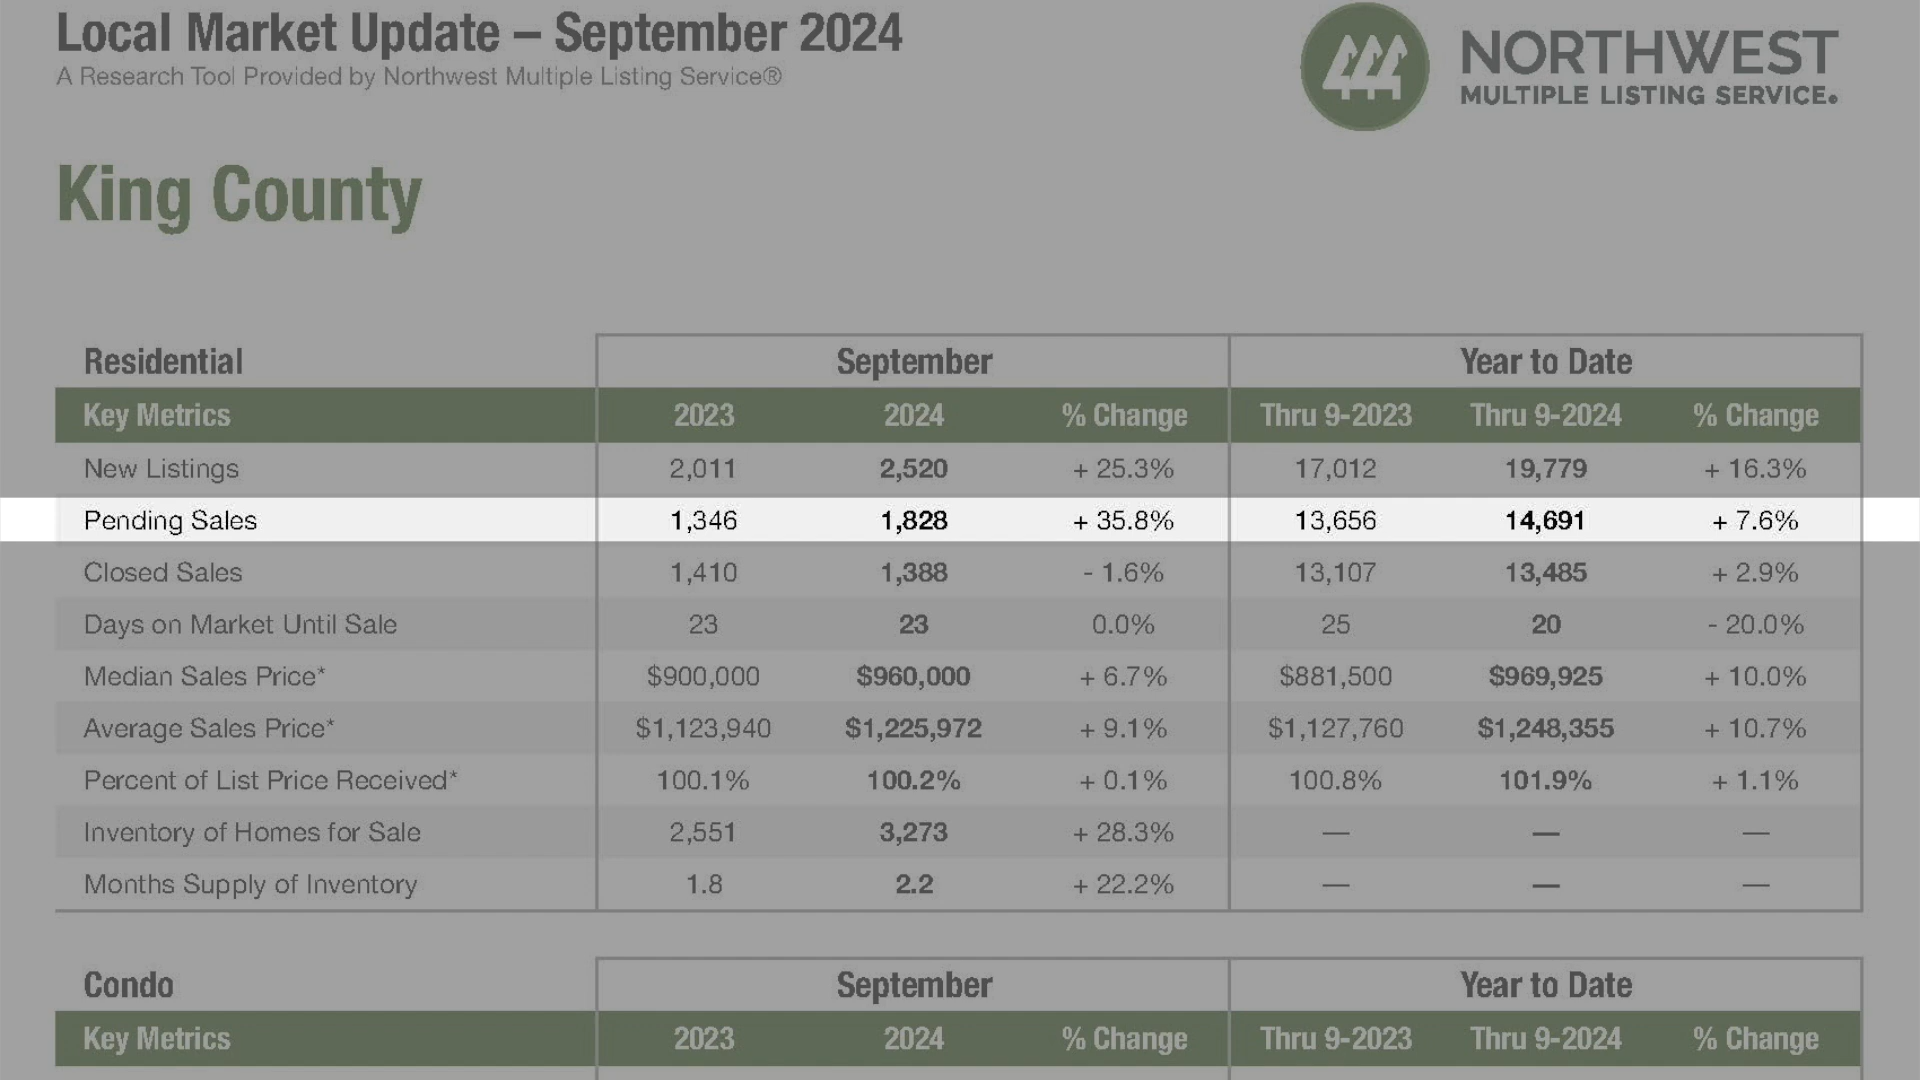 Local Market Update – September 2024
A Research Tool Provided by Northwest Multiple Listing Service®
NORTHWEST
MULTIPLE LISTING SERVICE®
King County
Residential September Year to Date
Key Metrics 2023 2024 % Change Thru 9-2023 Thru 9-2024 % Change
New Listings 2,011 2,520 + 25.3% 17,012 19,779 + 16.3%
Pending Sales 1,346 1,828 + 35.8% 13,656 14,691 + 7.6%
Closed Sales 1,410 1,388 - 1.6% 13,107 13,485 + 2.9%
Days on Market Until Sale 23 23 0.0% 25 20 - 20.0%
Median Sales Price* $900,000 $960,000 + 6.7% $881,500 $969,925 + 10.0%
Average Sales Price* $1,123,940 $1,225,972 + 9.1% $1,127,760 $1,248,355 + 10.7%
Percent of List Price Received* 100.1% 100.2% + 0.1% 100.8% 101.9% + 1.1%
Inventory of Homes for Sale 2,551 3,273 + 28.3% — — —
Months Supply of Inventory 1.8 2.2 + 22.2% — — —
Condo September Year to Date
Key Metrics 2023 2024 % Change Thru 9-2023 Thru 9-2024 % Change